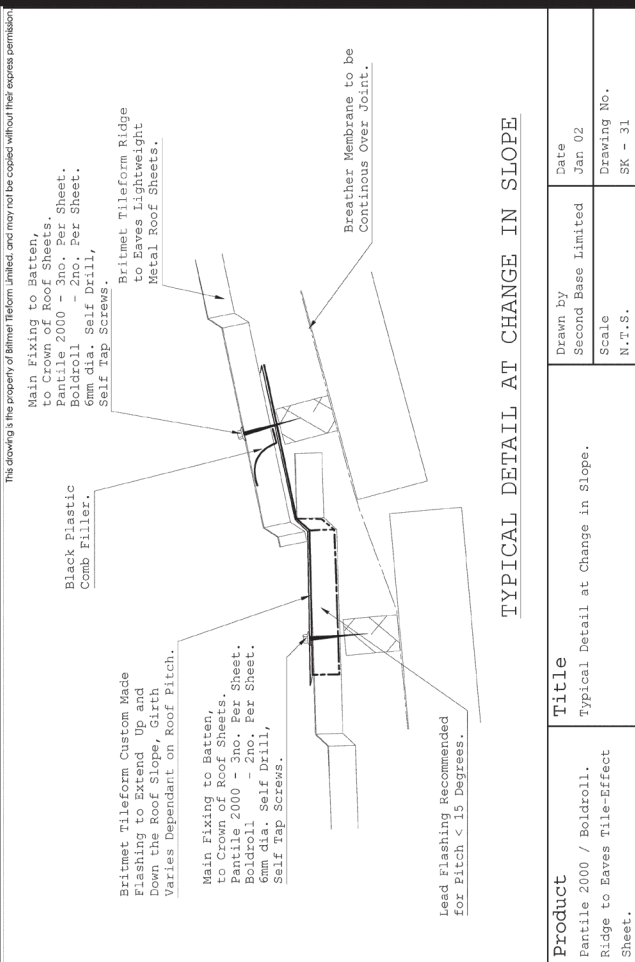 This drawing is the property of Britmet Tileform Limited, and may not be copied without their express permission.
Main Fixing to Batten,
to Crown of Roof Sheets.
Pantile 2000 - 3no. Per Sheet.
Boldroll - 2no. Per Sheet.
6mm dia. Self Drill,
Self Tap Screws.
Britmet Tileform Ridge
to Eaves Lightweight
Metal Roof Sheets.
Black Plastic
Comb Filler.
Breather Membrane to be
Continous Over Joint.
Britmet Tileform Custom Made
Flashing to Extend Up and
Down the Roof Slope, Girth
Varies Dependant on Roof Pitch.
Main Fixing to Batten,
to Crown of Roof Sheets.
Pantile 2000 - 3no. Per Sheet.
Boldroll - 2no. Per Sheet.
6mm dia. Self Drill,
Self Tap Screws.
Lead Flashing Recommended
for Pitch < 15 Degrees.
TYPICAL DETAIL AT CHANGE IN SLOPE
Product
Pantile 2000 / Boldroll.
Ridge to Eaves Tile-Effect
Sheet.
Title
Typical Detail at Change in Slope.
Drawn by
Second Base Limited
Date
Jan 02
Scale
N.T.S.
Drawing No.
SK - 31